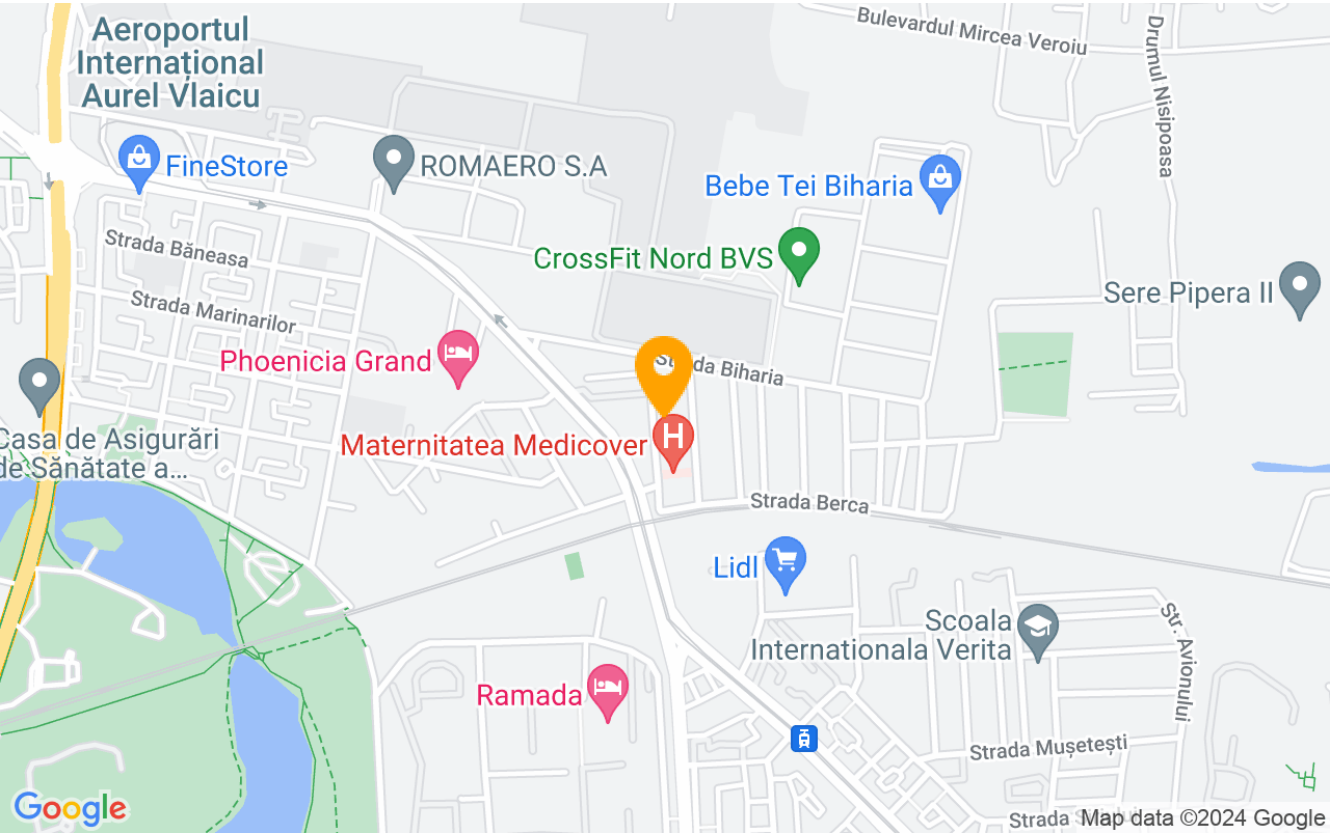 Bulevardul Mircea Veroiu
Aeroportul
Internațional
Aurel Vlaicu
Drumul Nisipoasa
FineStore
ROMAERO S.A
Bebe Tei Biharia
Strada Băneasa
CrossFit Nord BVS
Sere Pipera II
Strada Marinarilor
Phoenicia Grand
da Biharia
Casa de Asigurări
de Sănătate a...
Maternitatea Medicover
H
Strada Berca
Lidl
Scoala
Internationala Verita
Str. Avionului
Ramada
Strada Mușetești
Google
Strada
Map data ©2024 Google